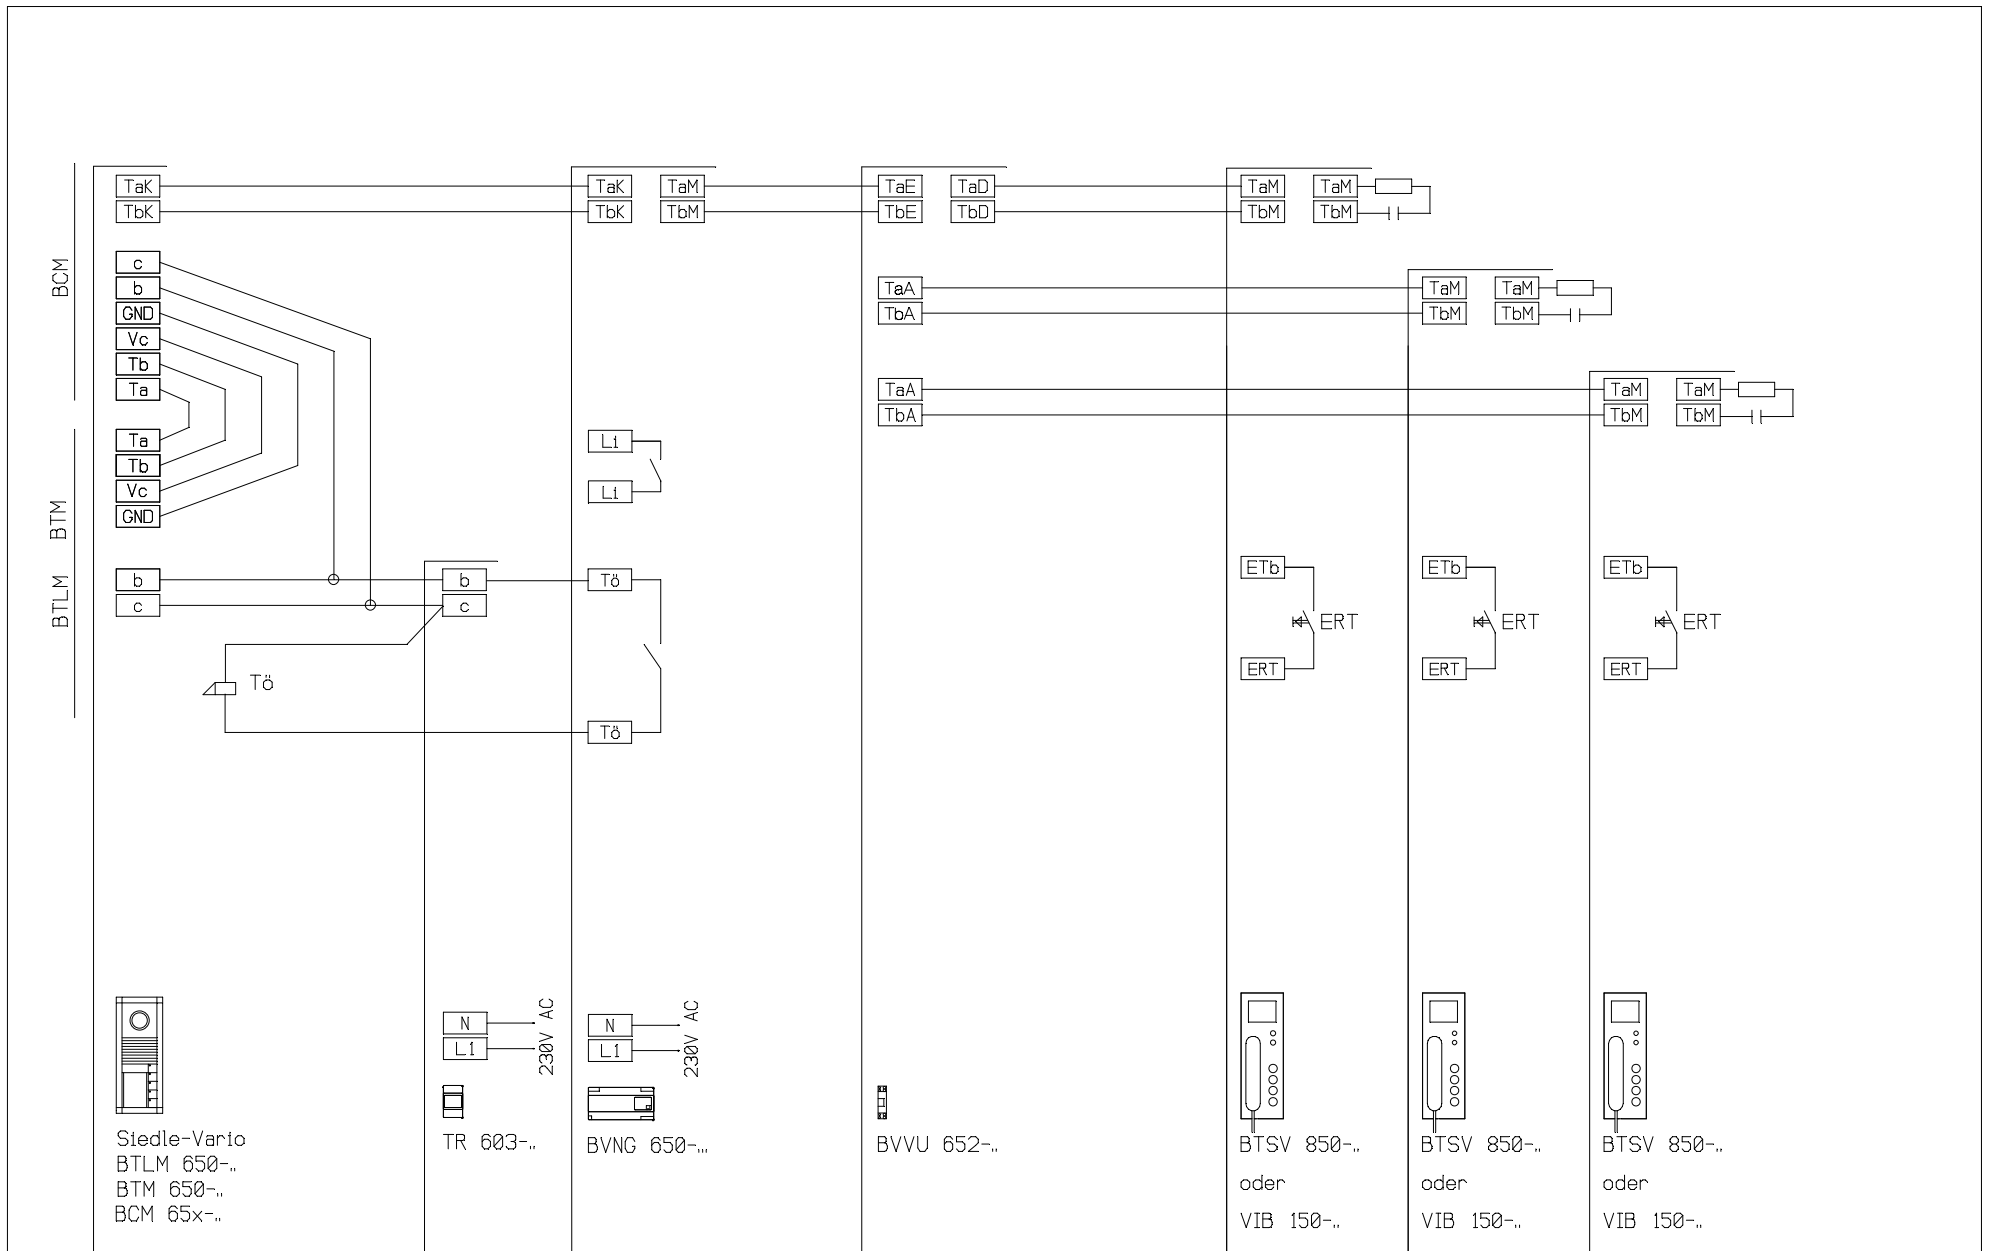 BCM
BTM
BTLM
TaK
TbK
c
b
GND
Vc
Tb
Ta
Ta
Tb
Vc
GND
b
c
Tö
b
c
TaK TaM
TbK TbM
Li
Li
Tö
Tö
TaE TaD
TbE TbD
TaA
TbA
TaA
TbA
TaM TaM
TbM TbM
TaM TaM
TbM TbM
TaM TaM
TbM TbM
ETb
ERT
ERT
ETb
ERT
ERT
ETb
ERT
ERT
N
L1
230V AC
N
L1
230V AC
Siedle-Vario
BTLM 650-..
BTM 650-..
BCM 65x-..
TR 603-..
BVNG 650-...
BVVU 652-..
BTSV 850-..
oder
VIB 150-..
BTSV 850-..
oder
VIB 150-..
BTSV 850-..
oder
VIB 150-..